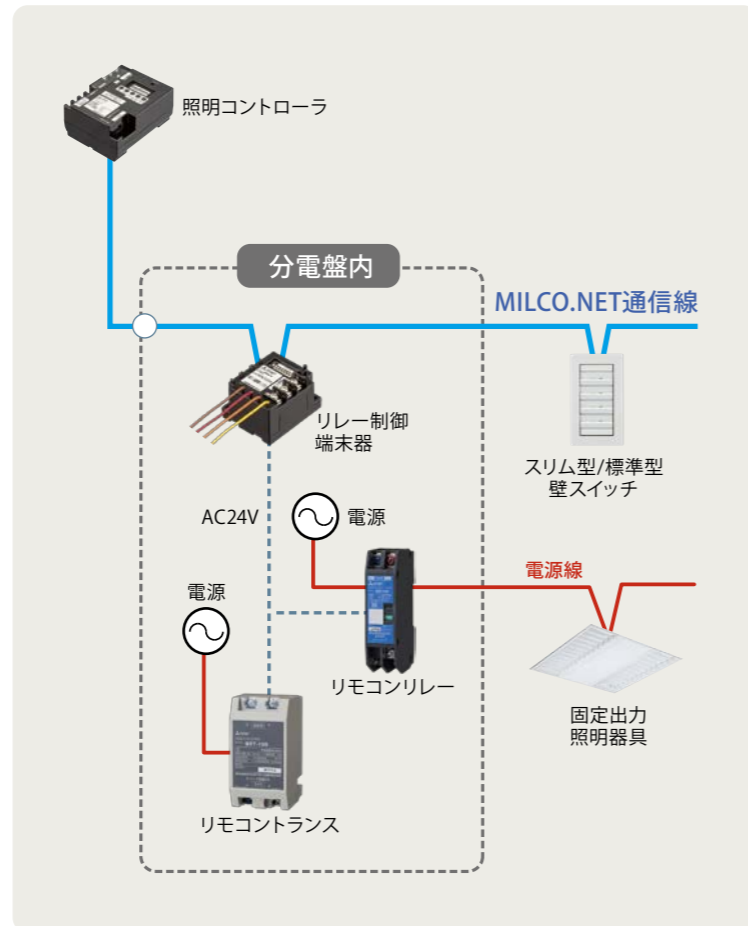 照明コントローラ
分電盤内
MILCO.NET通信線
リレー制御
端末器
スリム型/標準型
壁スイッチ
AC24V
電源
電源線
電源
リモコンリレー
固定出力
照明器具
リモコントランス